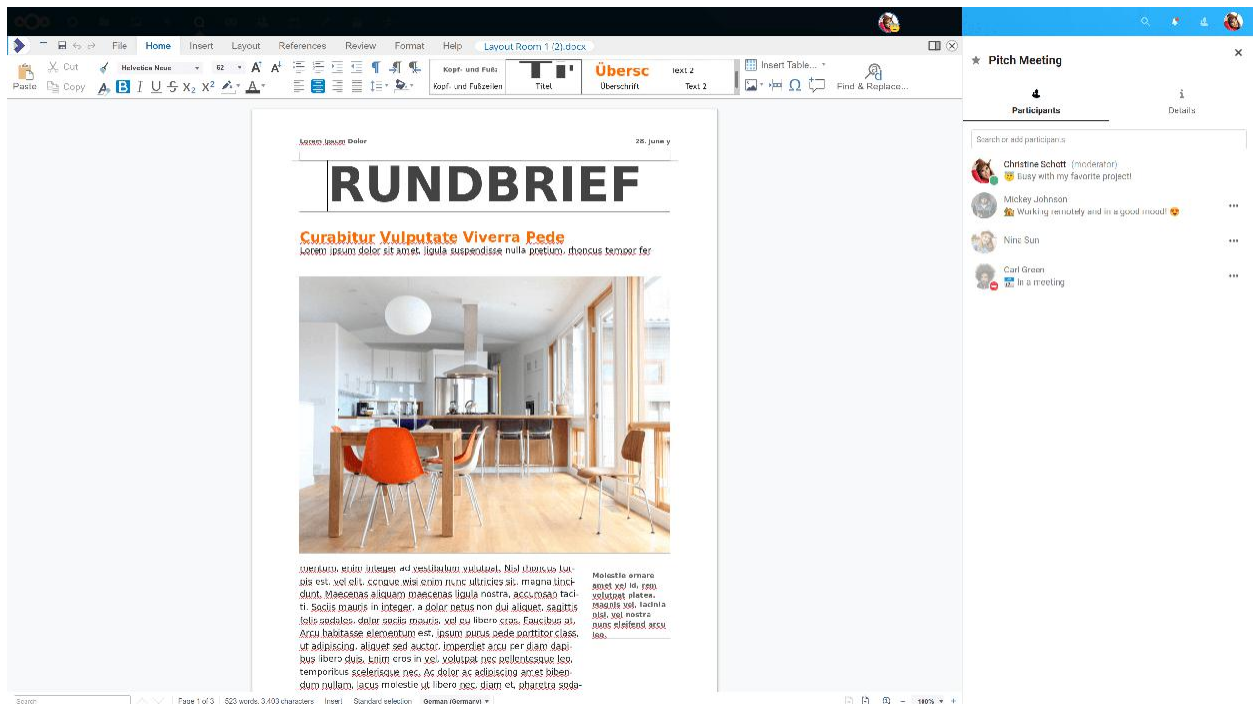 File Home Insert Layout References Review Format Help Layout Room 1 (2).docx
Paste Cut Copy Helvetica Neue 62 Kopf- und Fußz Übersc Text 2 Insert Table...
Kopf- und Fußzeilen Titel Überschrift Text 2 Find & Replace...
Lorem Ipsum Dolor 28. June y
RUNDBRIEF
Curabitur Vulputate Viverra Pede
Lorem ipsum dolor sit amet, ligula suspendisse nulla pretium, rhoncus tempor fer
mentum, enim integer ad vestibulum volutpat. Nisl rhoncus tur-
pis est, vel elit, congue wisi enim nunc ultricies sit, magna tinci-
dunt. Maecenas aliquam maecenas ligula nostra, accumsan taci-
ti. Sociis mauris in integer, a dolor netus non dui aliquet, sagittis
felis sodales, dolor sociis mauris, vel eu libero cras. Faucibus at.
Arcu habitasse elementum est, ipsum purus pede porttitor class,
ut adipiscing, aliquet sed auctor, imperdiet arcu per diam dapi-
bus libero duis. Enim eros in vel, volutpat nec pellentesque leo,
temporibus scelerisque nec. Ac dolor ac adipiscing amet biben-
dum nullam, lacus molestie ut libero nec, diam et, pharetra soda-
Molestie ornare
amet vel id, rem
volutpat platea.
Magnis vel, lacinia
nisl, vel nostra
nunc eleifend arcu
leo.
Search Page 1 of 3 523 words, 3,403 characters Insert Standard selection German (Germany) 100%
Pitch Meeting
Participants Details
Search or add participants
Christine Schott (moderator)
Busy with my favorite project!
Mickey Johnson
Working remotely and in a good mood!
Nina Sun
Carl Green
In a meeting